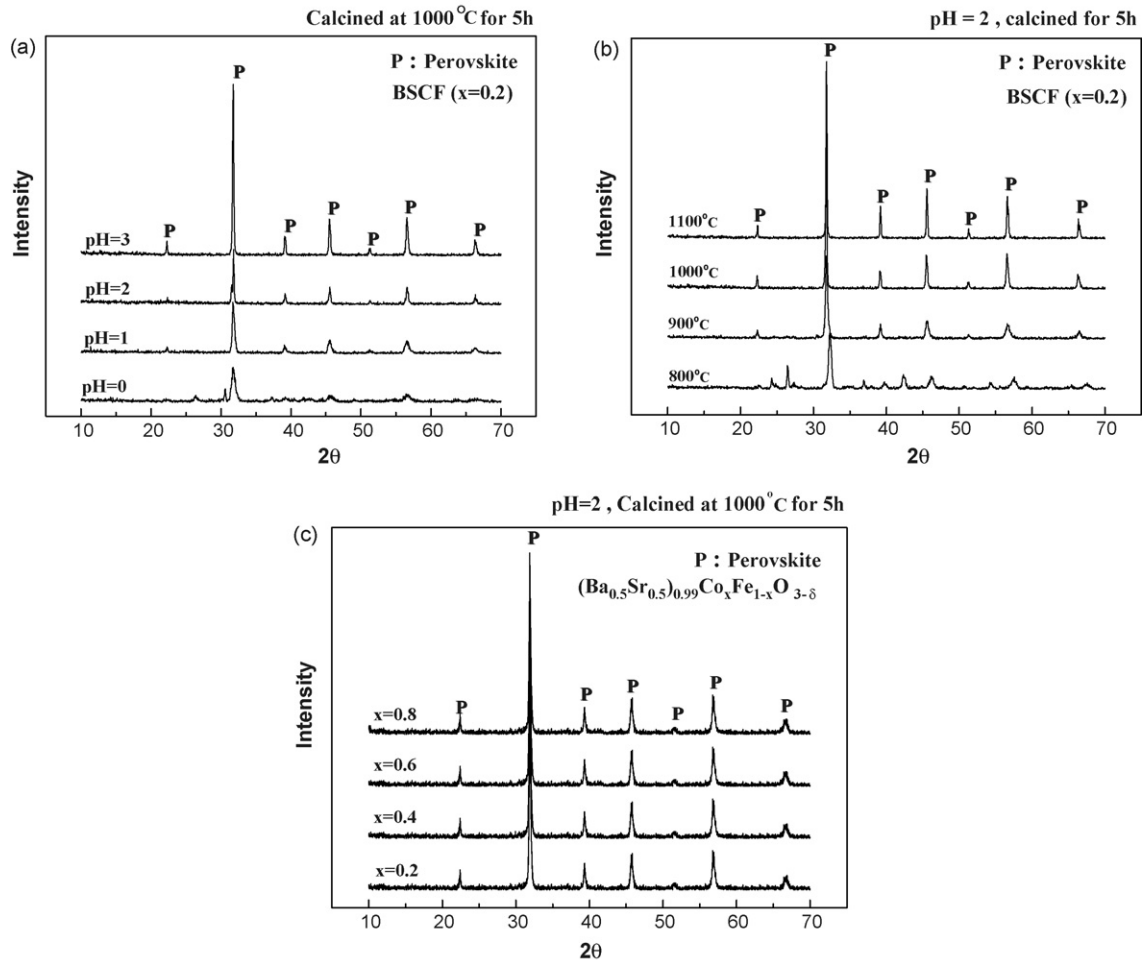 Calcined at 1000 °C for 5h
(a)
P : Perovskite
BSCF (x=0.2)
P
P
P
P
P
P
P
pH=3
pH=2
pH=1
pH=0
Intensity
10 20 30 40 50 60 70
2θ
pH = 2 , calcined for 5h
(b)
P : Perovskite
BSCF (x=0.2)
P
P
P
P
P
P
1100°C
1000°C
900°C
800°C
Intensity
10 20 30 40 50 60 70
2θ
pH=2 , Calcined at 1000°C for 5h
(c)
P
P : Perovskite
(Ba0.5Sr0.5)0.99CoxFe1-xO 3-δ
P
P
P
P
P
P
x=0.8
x=0.6
x=0.4
x=0.2
Intensity
10 20 30 40 50 60 70
2θ